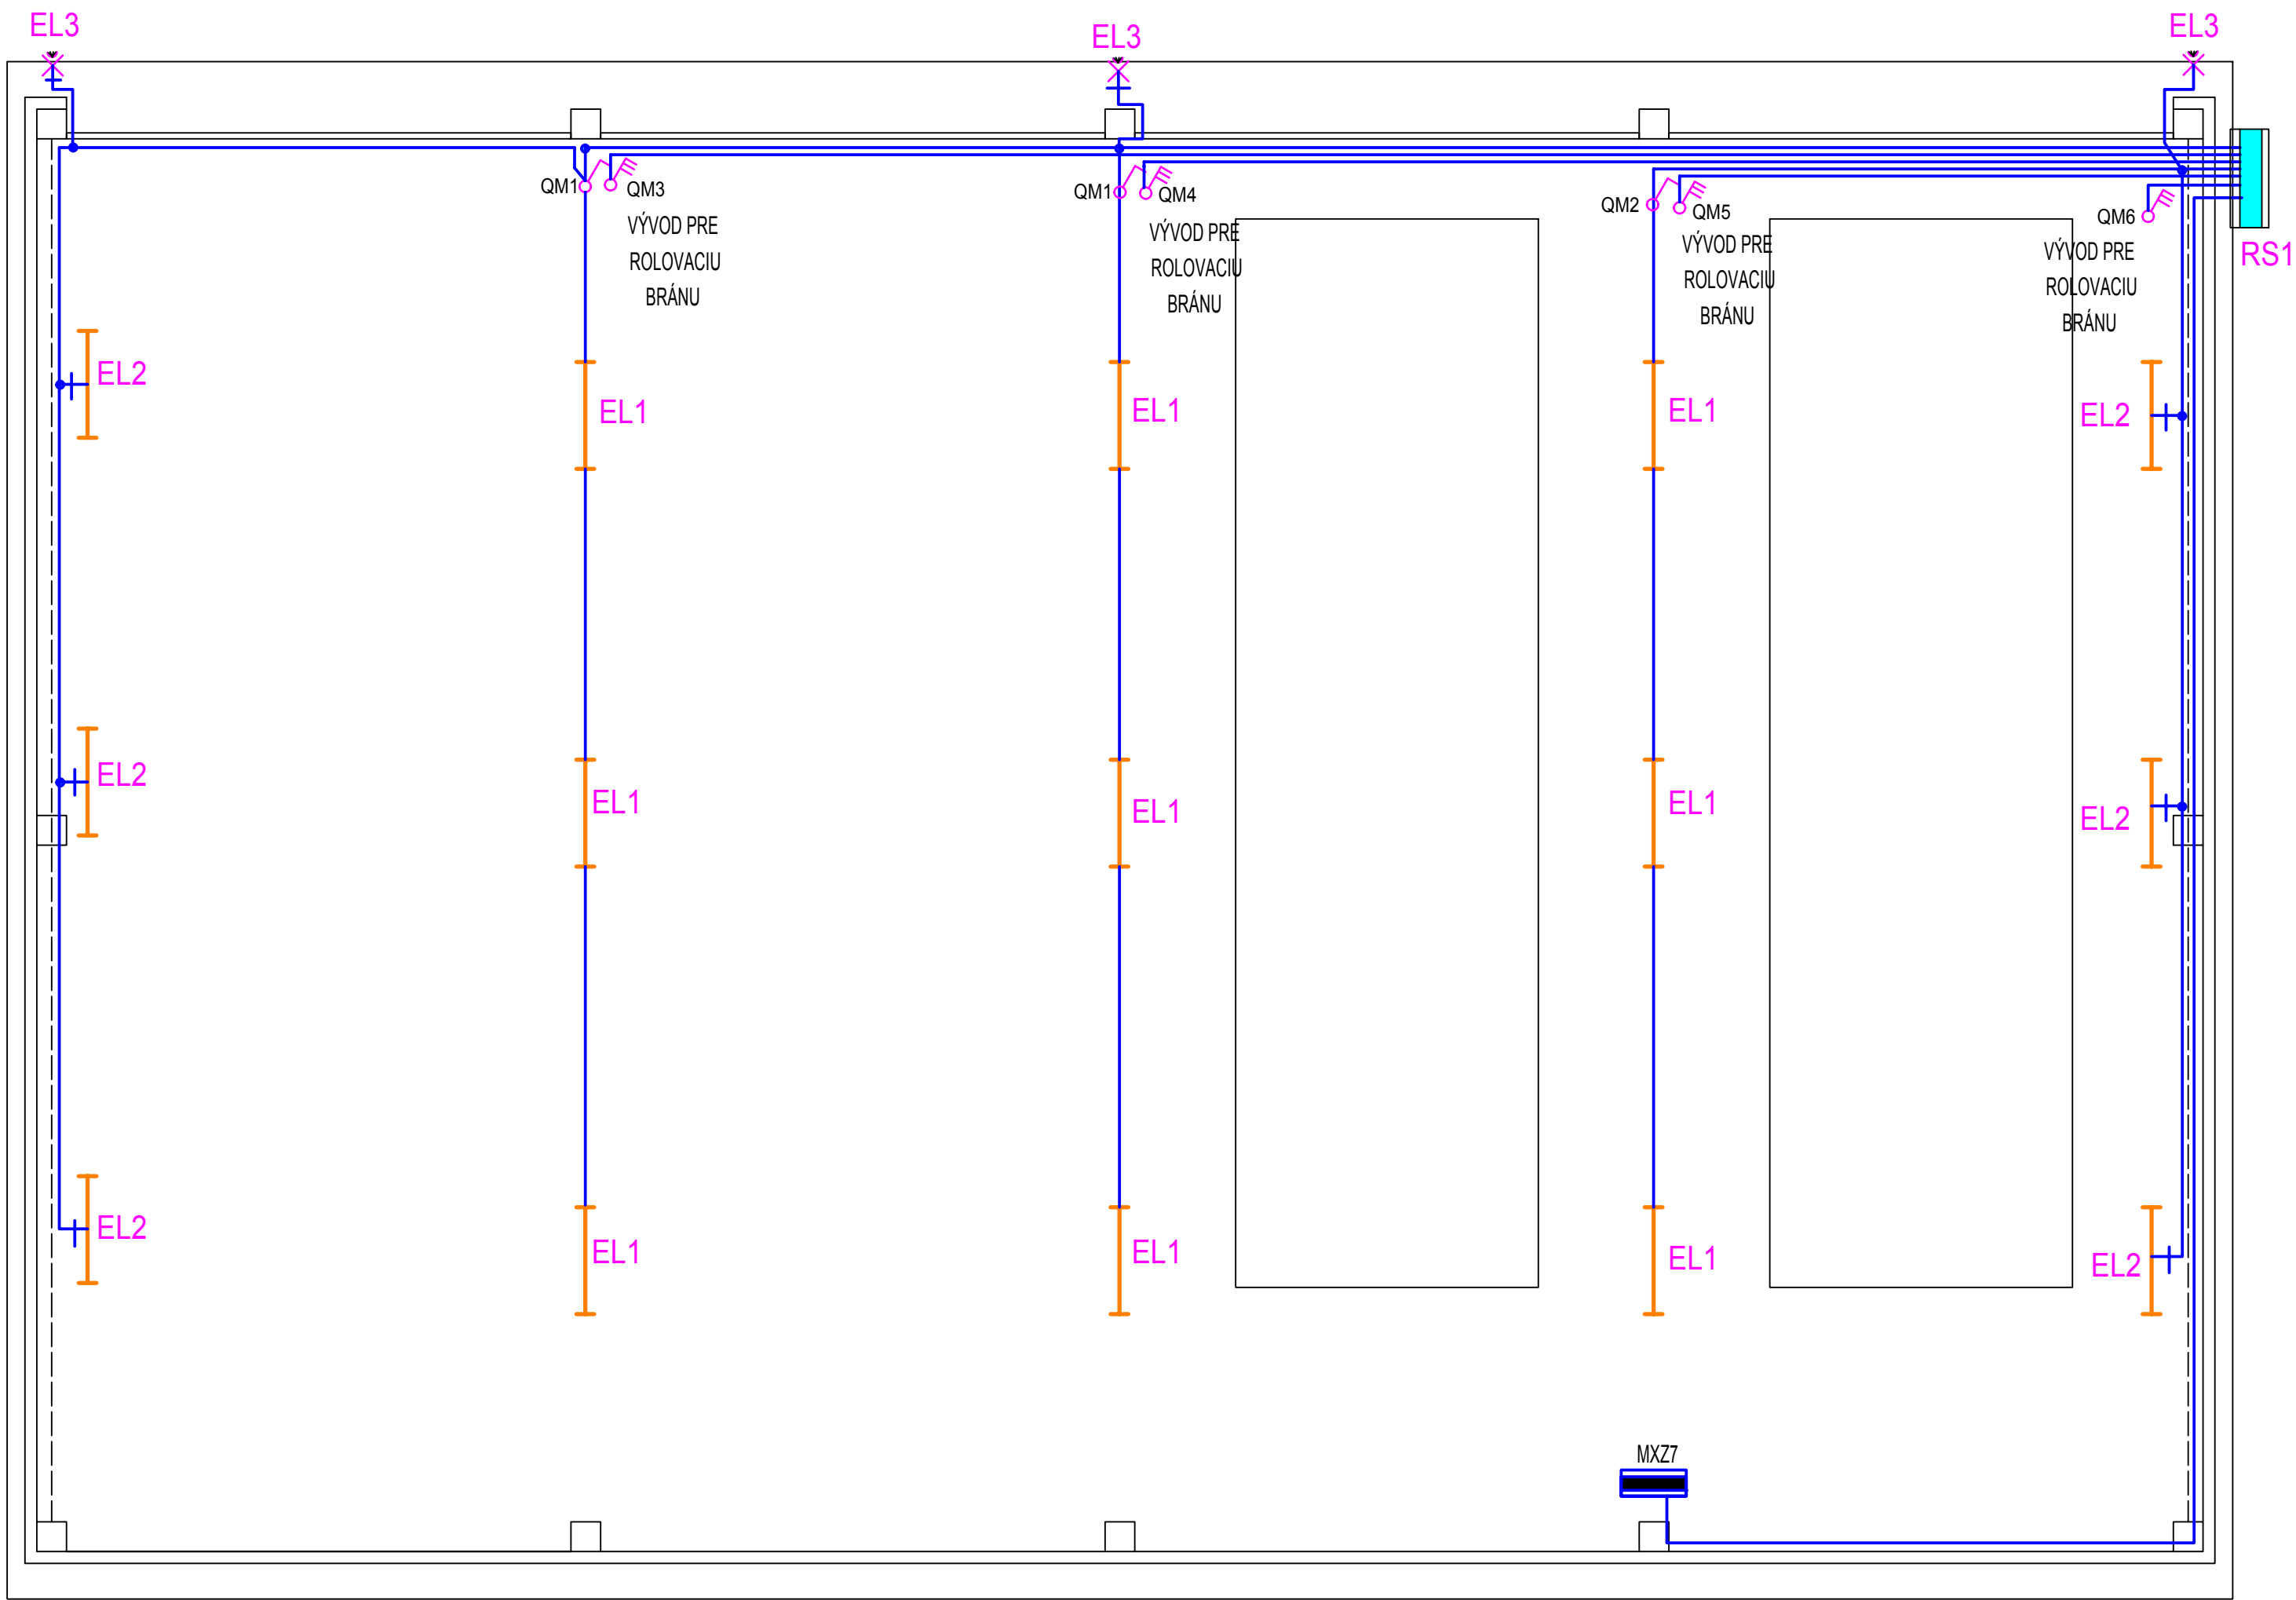 EL3
EL3
EL3
QM1
QM3
VÝVOD PRE
ROLOVACIU
BRÁNU
QM1
QM4
VÝVOD PRE
ROLOVACIU
BRÁNU
QM2
QM5
VÝVOD PRE
ROLOVACIU
BRÁNU
QM6
VÝVOD PRE
ROLOVACIU
BRÁNU
RS1
EL2
EL1
EL1
EL1
EL2
EL2
EL1
EL1
EL1
EL2
EL2
EL1
EL1
EL1
EL2
MXZ7